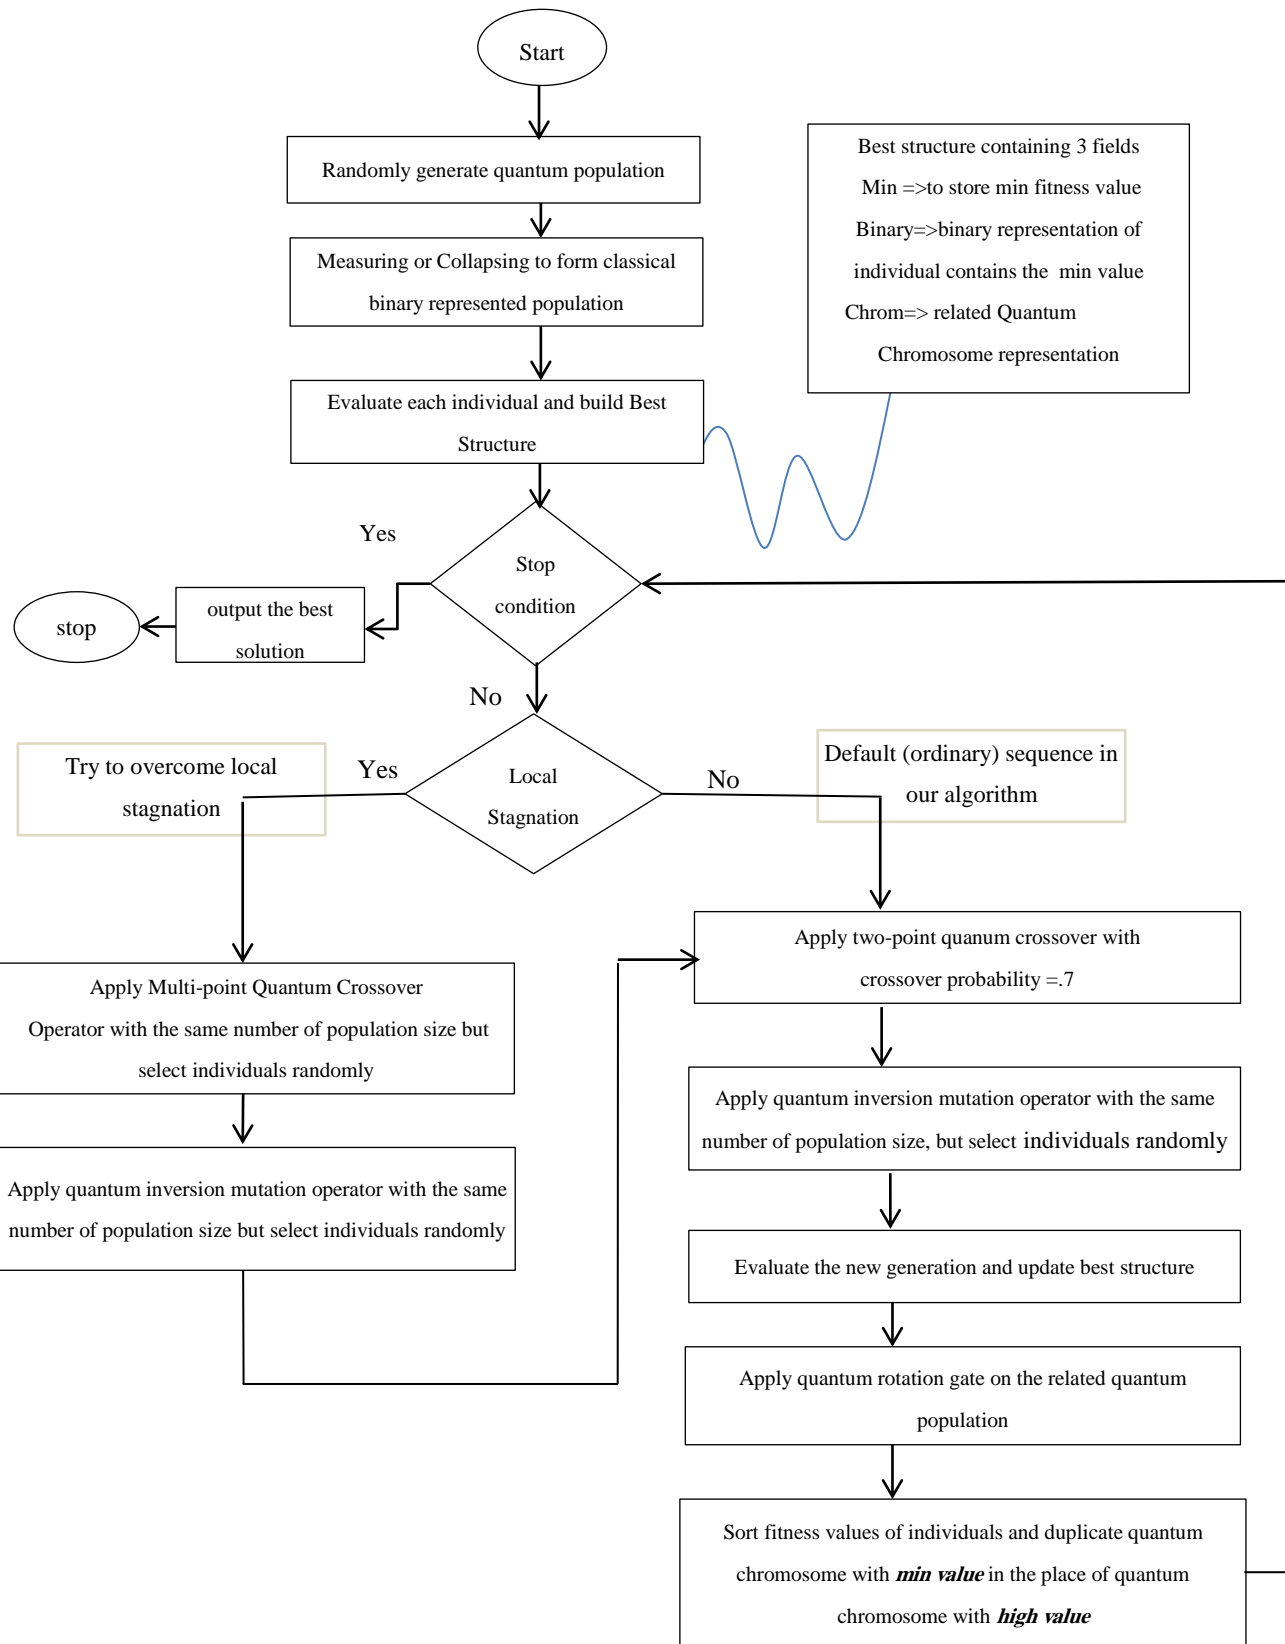 Start
Randomly generate quantum population
Measuring or Collapsing to form classical
binary represented population
Evaluate each individual and build Best
Structure
Best structure containing 3 fields
Min =>to store min fitness value
Binary=>binary representation of
individual contains the min value
Chrom=> related Quantum
Chromosome representation
Yes
Stop
condition
output the best
solution
stop
No
Try to overcome local
stagnation
Yes
Local
Stagnation
No
Default (ordinary) sequence in
our algorithm
Apply Multi-point Quantum Crossover
Operator with the same number of population size but
select individuals randomly
Apply quantum inversion mutation operator with the same
number of population size but select individuals randomly
Apply two-point quanum crossover with
crossover probability =.7
Apply quantum inversion mutation operator with the same
number of population size, but select individuals randomly
Evaluate the new generation and update best structure
Apply quantum rotation gate on the related quantum
population
Sort fitness values of individuals and duplicate quantum
chromosome with min value in the place of quantum
chromosome with high value